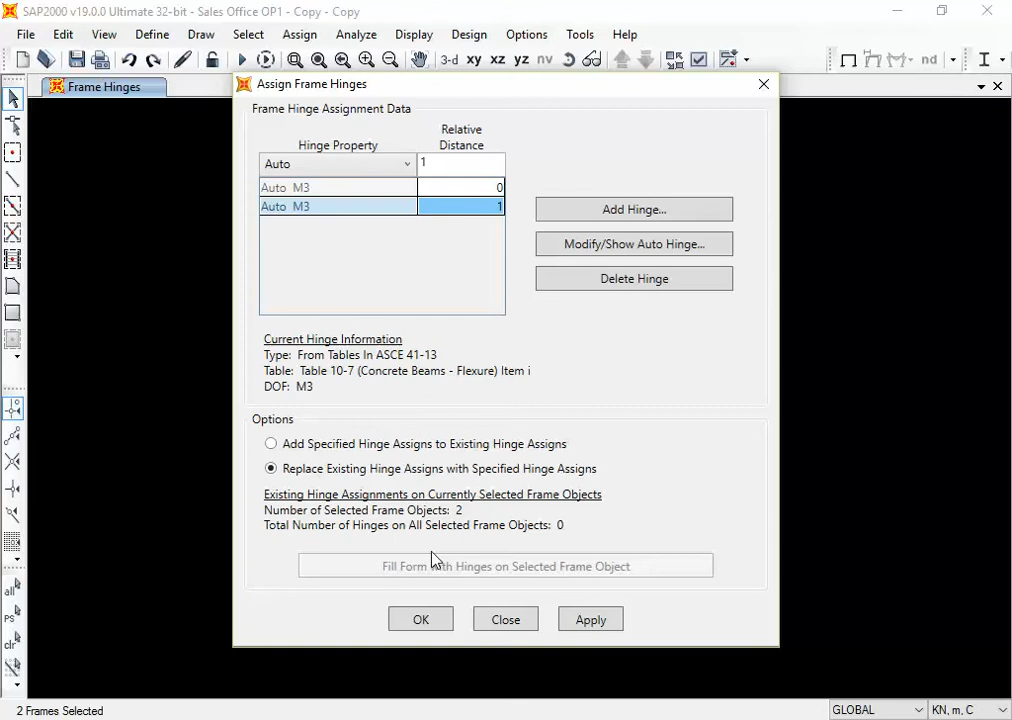 SAP2000 v19.0.0 Ultimate 32-bit - Sales Office OP1 - Copy - Copy
File Edit View Define Draw Select Assign Analyze Display Design Options Tools Help
3-d xy xz yz nv nd
Frame Hinges
Assign Frame Hinges
Frame Hinge Assignment Data
Hinge Property
Relative
Distance
Auto 1
Auto M3 0
Auto M3 1
Add Hinge...
Modify/Show Auto Hinge...
Delete Hinge
Current Hinge Information
Type: From Tables In ASCE 41-13
Table: Table 10-7 (Concrete Beams - Flexure) Item i
DOF: M3
Options
Add Specified Hinge Assigns to Existing Hinge Assigns
Replace Existing Hinge Assigns with Specified Hinge Assigns
Existing Hinge Assignments on Currently Selected Frame Objects
Number of Selected Frame Objects: 2
Total Number of Hinges on All Selected Frame Objects: 0
Fill Form with Hinges on Selected Frame Object
OK Close Apply
all
PS
clr
2 Frames Selected
GLOBAL
KN, m, C